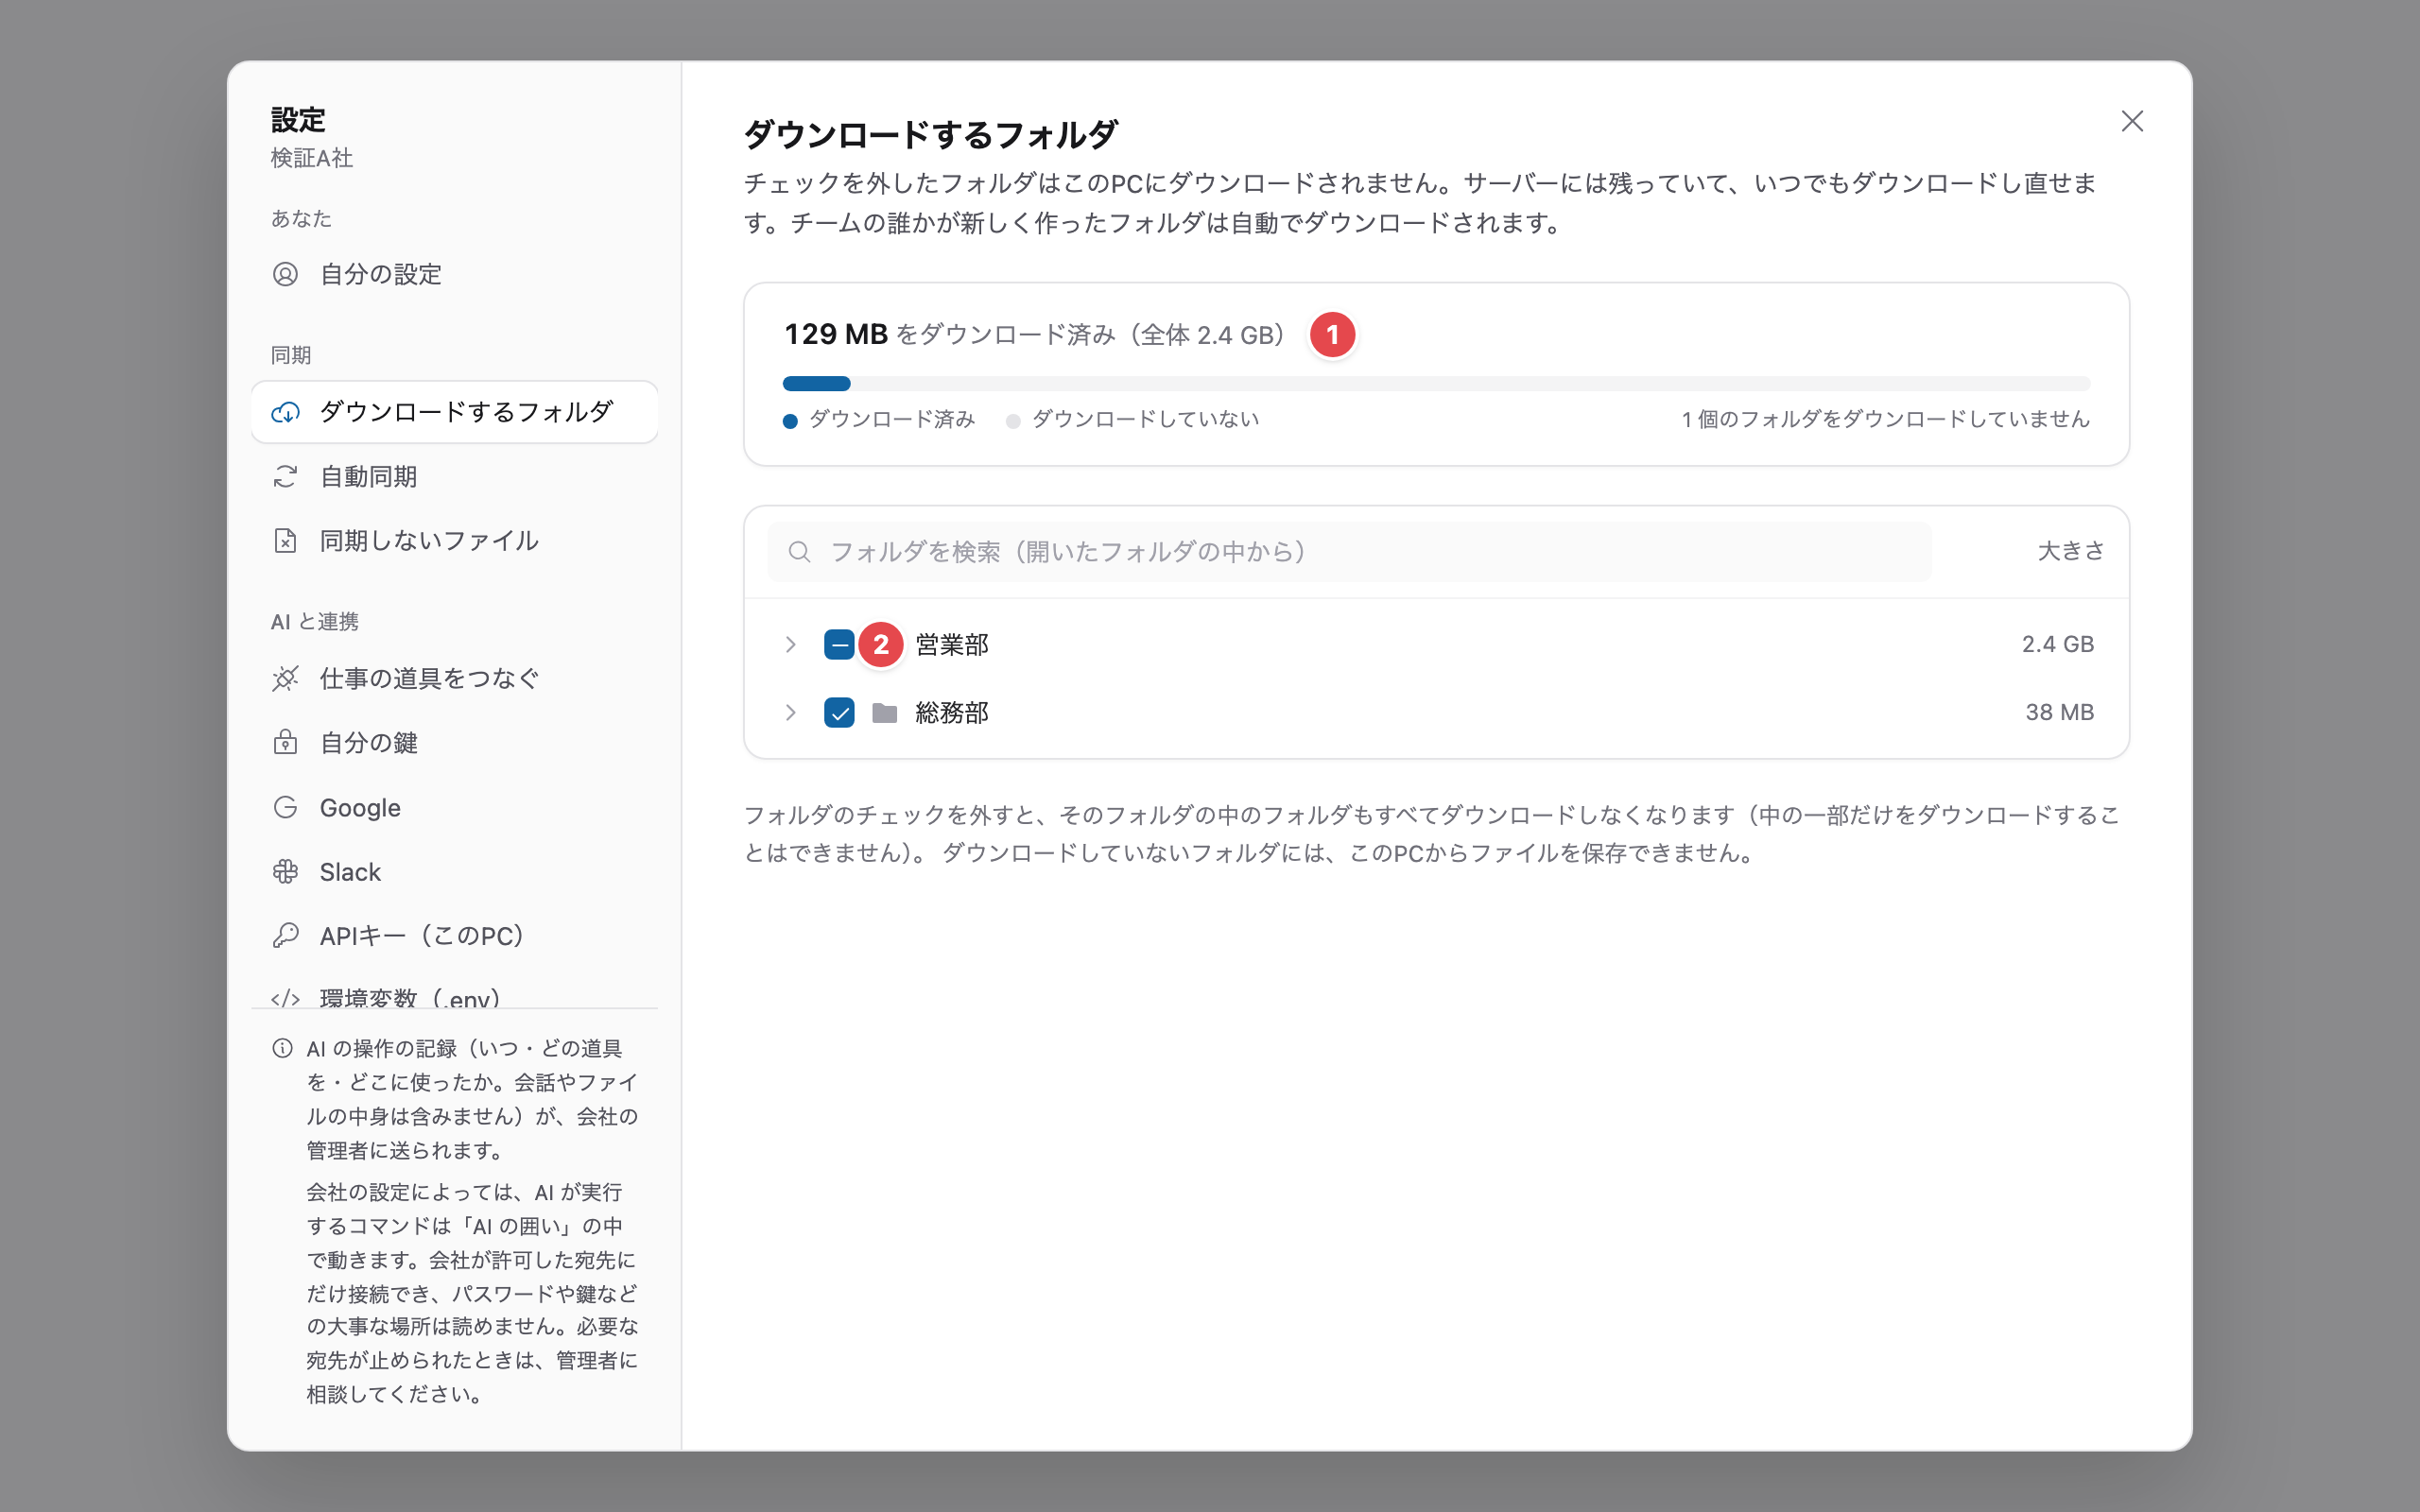 設定
検証A社
あなた
自分の設定
同期
ダウンロードするフォルダ
自動同期
同期しないファイル
AI と連携
仕事の道具をつなぐ
自分の鍵
Google
Slack
APIキー（このPC）
環境変数（.env）
AI の操作の記録（いつ・どの道具
を・どこに使ったか。会話やファイ
ルの中身は含みません）が、会社の
管理者に送られます。
会社の設定によっては、AI が実行
するコマンドは「AI の囲い」の中
で動きます。会社が許可した宛先に
だけ接続でき、パスワードや鍵など
の大事な場所は読めません。必要な
宛先が止められたときは、管理者に
相談してください。
ダウンロードするフォルダ
チェックを外したフォルダはこのPCにダウンロードされません。サーバーには残っていて、いつでもダウンロードし直せま
す。チームの誰かが新しく作ったフォルダは自動でダウンロードされます。
129 MB をダウンロード済み（全体 2.4 GB） 1
ダウンロード済み ダウンロードしていない 1 個のフォルダをダウンロードしていません
フォルダを検索（開いたフォルダの中から） 大きさ
2 営業部 2.4 GB
総務部 38 MB
フォルダのチェックを外すと、そのフォルダの中のフォルダもすべてダウンロードしなくなります（中の一部だけをダウンロードするこ
とはできません）。 ダウンロードしていないフォルダには、このPCからファイルを保存できません。